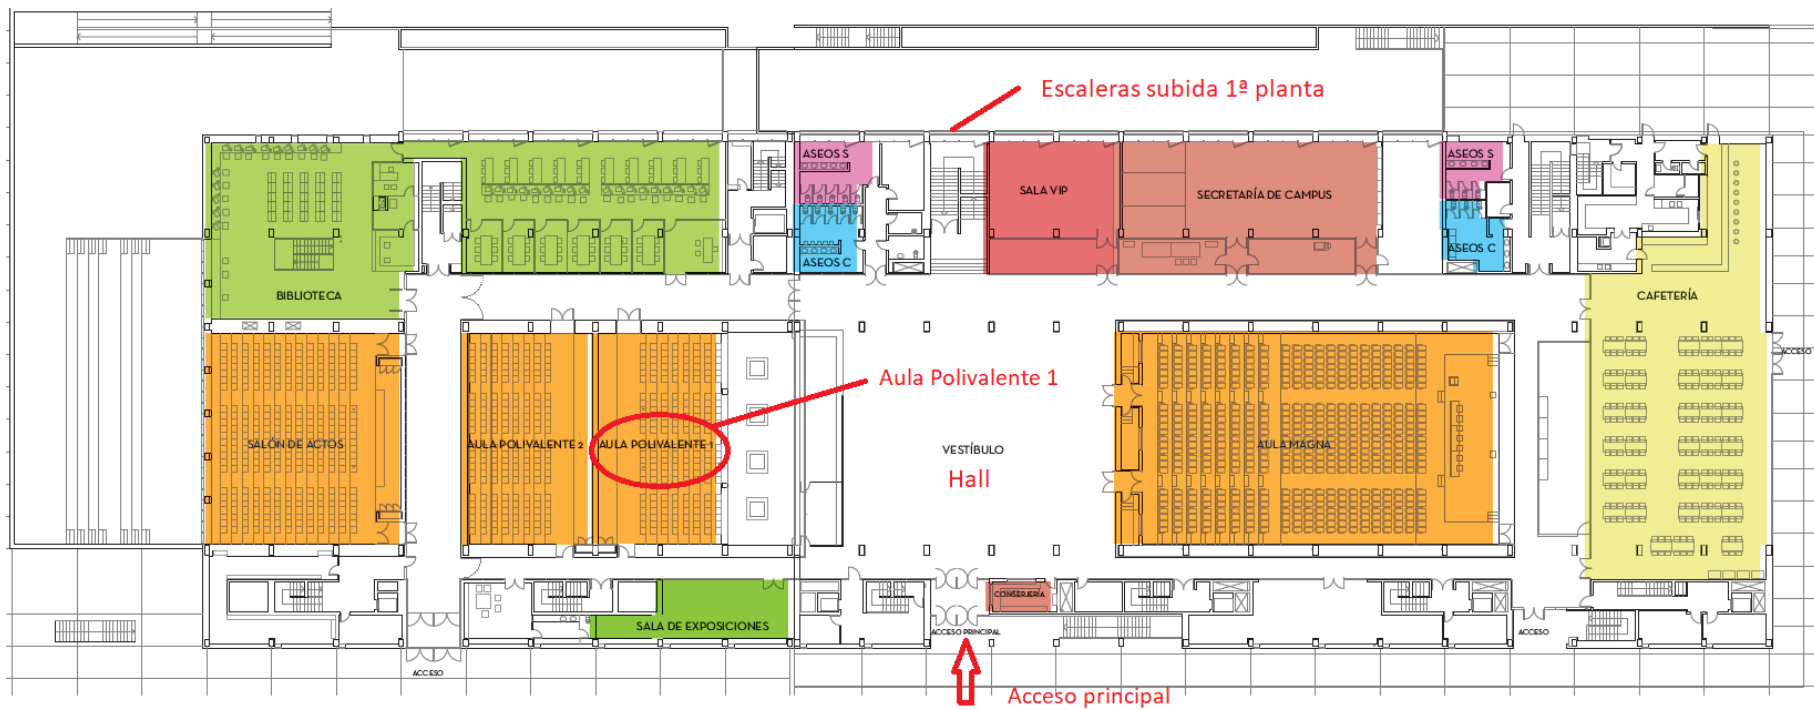 Escaleras subida 1ª planta
ASEOS S
ASEOS S
SALA VIP
SECRETARÍA DE CAMPUS
ASEOS C
ASEOS C
BIBLIOTECA
CAFETERÍA
ACCESO
Aula Polivalente 1
SALÓN DE ACTOS
AULA POLIVALENTE 2
AULA POLIVALENTE 1
VESTÍBULO
AULA MAGNA
Hall
CONSERJERÍA
SALA DE EXPOSICIONES
ACCESO PRINCIPAL
ACCESO
ACCESO
Acceso principal